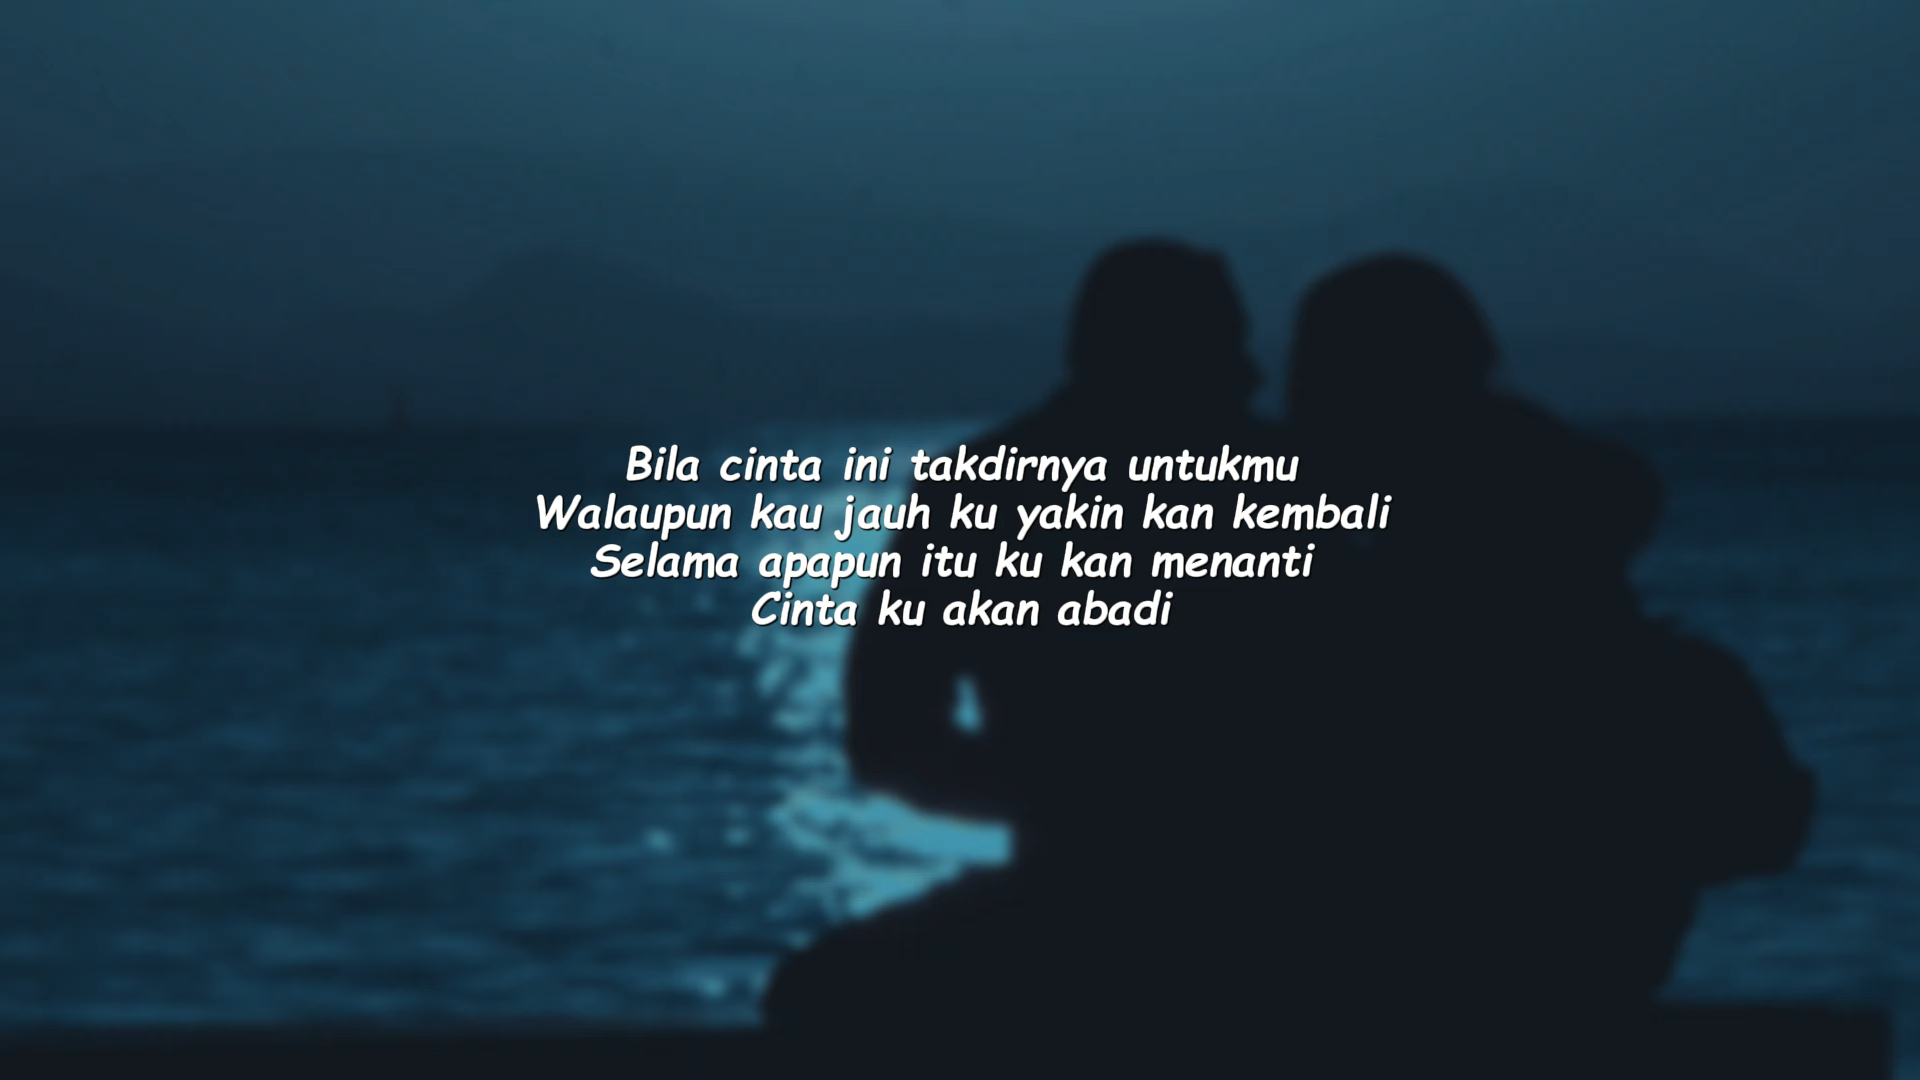 Bila cinta ini takdirnya untukmu
Walaupun kau jauh ku yakin kan kembali
Selama apapun itu ku kan menanti
Cinta ku akan abadi